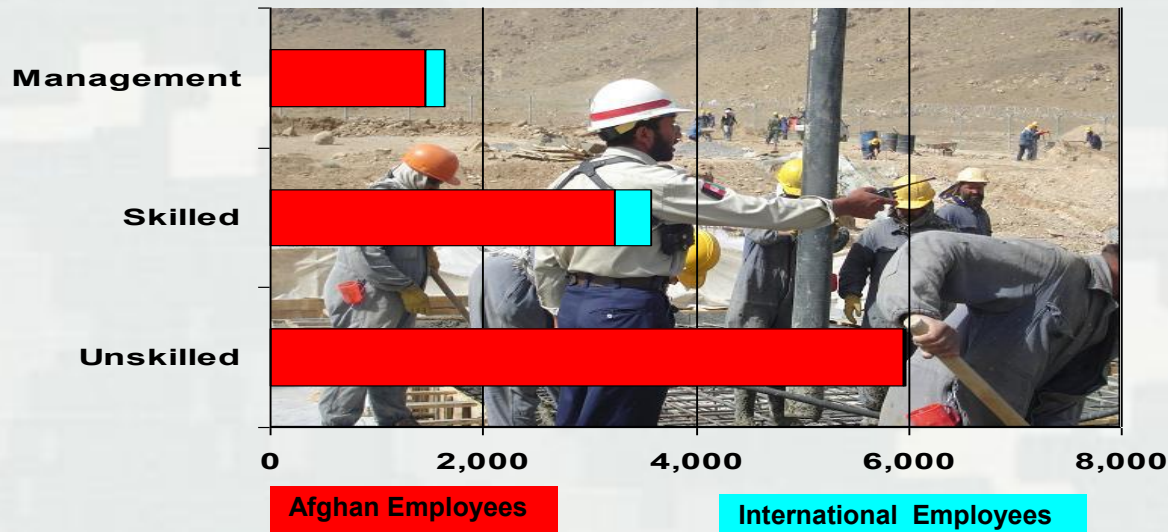 Management
Skilled
Unskilled
0 2,000 4,000 6,000 8,000
Afghan Employees International Employees